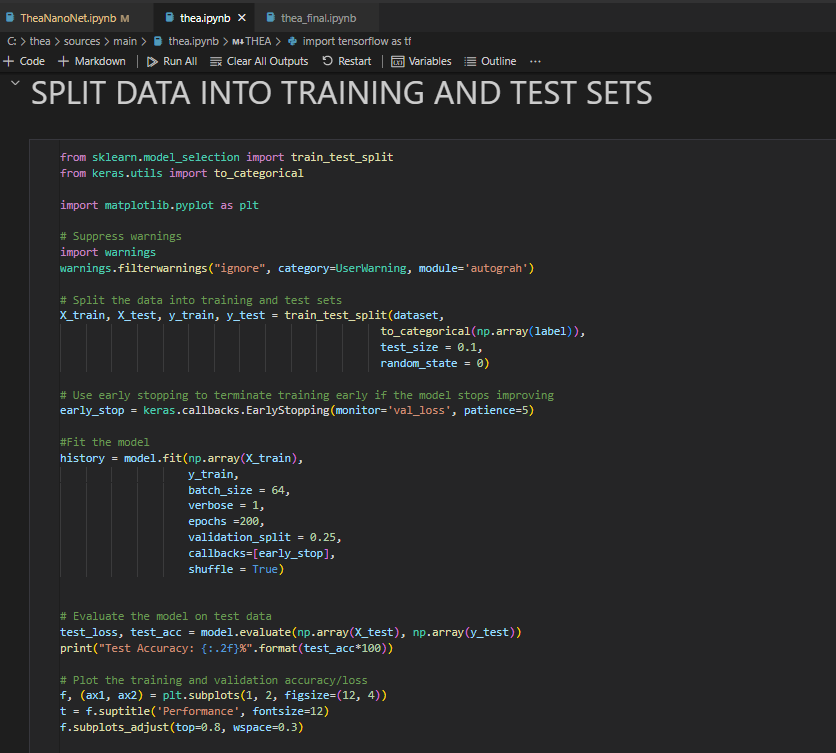 TheaNanoNet.ipynb M thea.ipynb thea_final.ipynb
C: > thea > sources > main > thea.ipynb > M↓THEA > import tensorflow as tf
+ Code + Markdown | Run All Clear All Outputs Restart | Variables Outline ...
SPLIT DATA INTO TRAINING AND TEST SETS
from sklearn.model_selection import train_test_split
from keras.utils import to_categorical
import matplotlib.pyplot as plt
# Suppress warnings
import warnings
warnings.filterwarnings("ignore", category=UserWarning, module='autograh')
# Split the data into training and test sets
X_train, X_test, y_train, y_test = train_test_split(dataset,
to_categorical(np.array(label)),
test_size = 0.1,
random_state = 0)
# Use early stopping to terminate training early if the model stops improving
early_stop = keras.callbacks.EarlyStopping(monitor='val_loss', patience=5)
#Fit the model
history = model.fit(np.array(X_train),
y_train,
batch_size = 64,
verbose = 1,
epochs =200,
validation_split = 0.25,
callbacks=[early_stop],
shuffle = True)
# Evaluate the model on test data
test_loss, test_acc = model.evaluate(np.array(X_test), np.array(y_test))
print("Test Accuracy: {:.2f}%".format(test_acc*100))
# Plot the training and validation accuracy/loss
f, (ax1, ax2) = plt.subplots(1, 2, figsize=(12, 4))
t = f.suptitle('Performance', fontsize=12)
f.subplots_adjust(top=0.8, wspace=0.3)